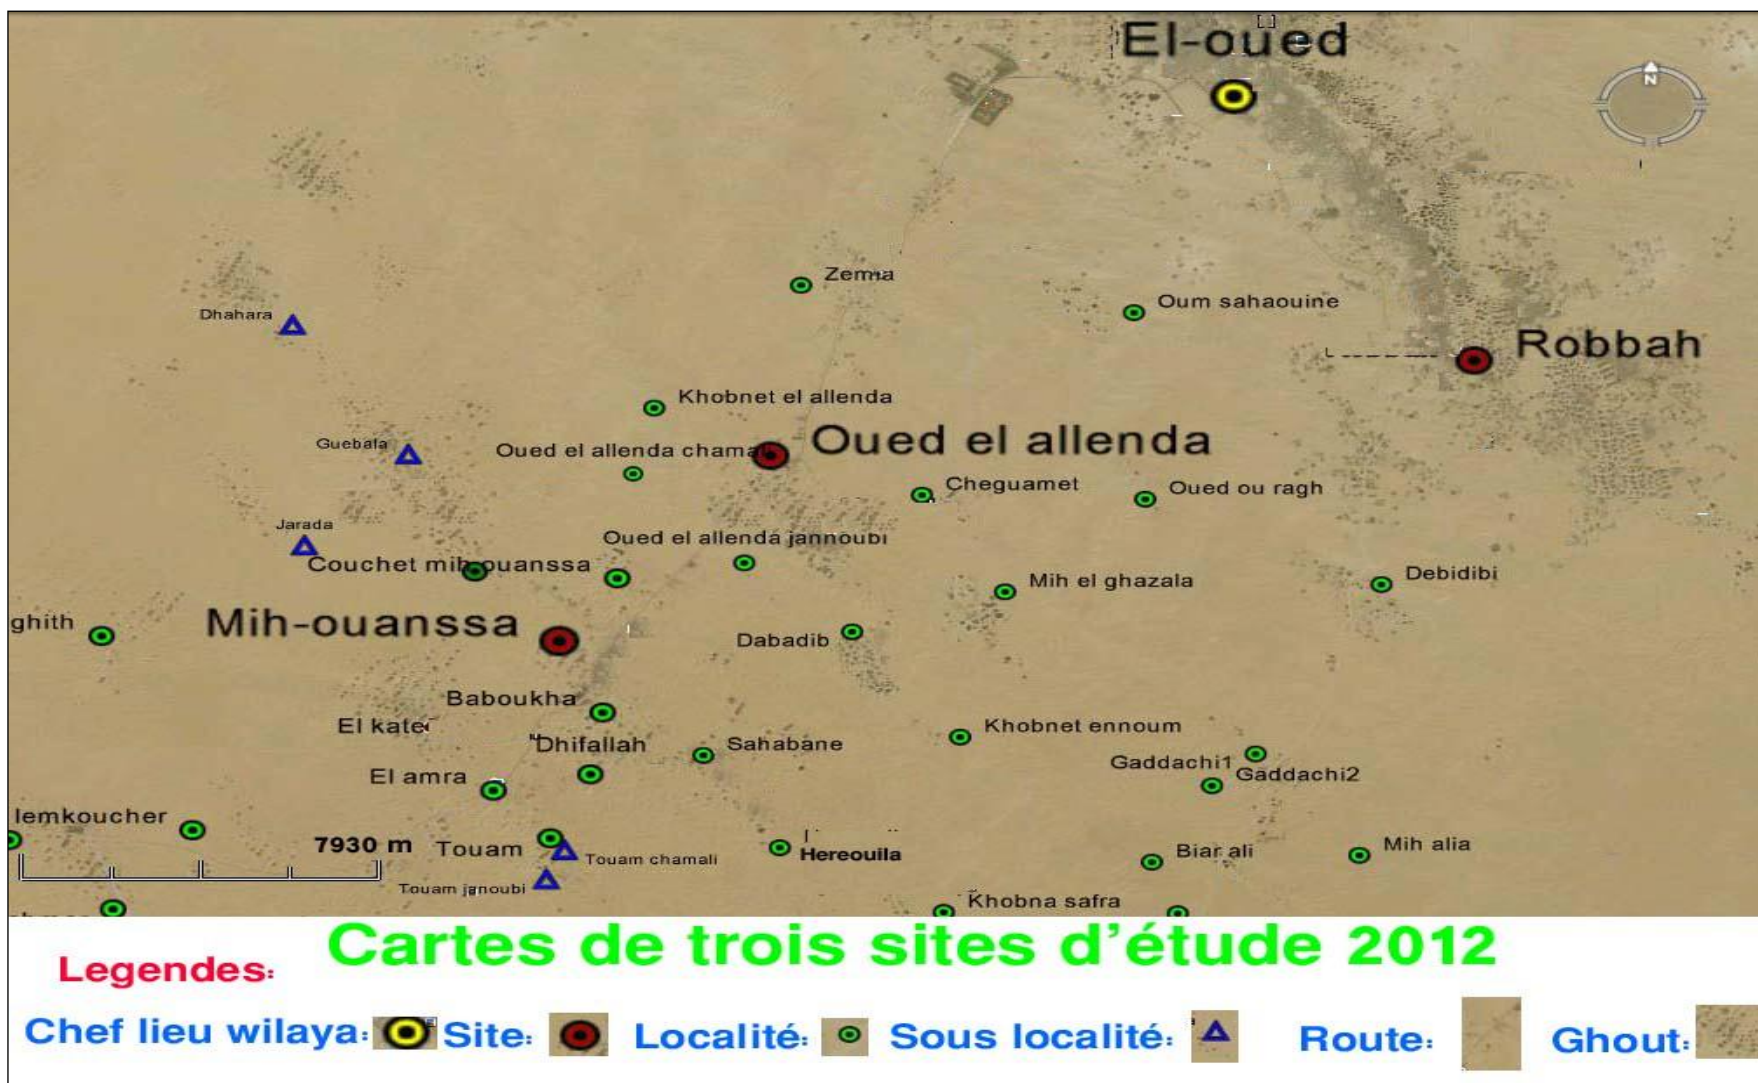 El-oued
N
Zemla
Oum sahaouine
Dhahara
Robbah
Khobnet el allenda
Guebala
Oued el allenda chamali
Oued el allenda
Cheguamet
Oued ou ragh
Jarada
Oued el allenda jannoubi
Couchet mih ouanssa
Mih el ghazala
Debidibi
ghith
Mih-ouanssa
Dabadib
Baboukha
El katef
Khobnet ennoum
Dhifallah
Sahabane
Gaddachi1
El amra
Gaddachi2
lemkoucher
7930 m
Touam
Touam chamali
Hereouila
Biar ali
Mih alia
Touam janoubi
Khobna safra
Cartes de trois sites d'étude 2012
Legendes:
Chef lieu wilaya: Site: Localité: Sous localité: Route: Ghout: